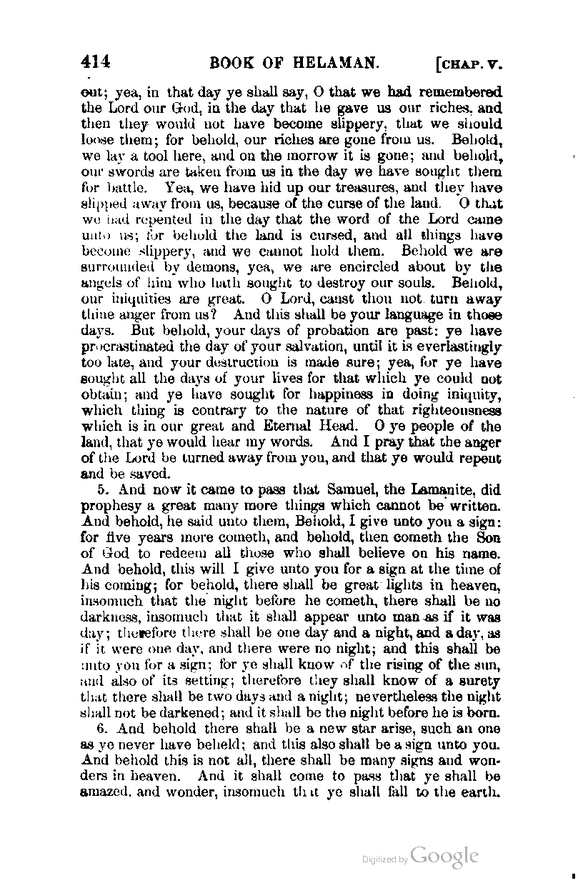 414 BOOK OF HELAMAN. [CHAP. V.
out; yea, in that day ye shall say, O that we had remembered
the Lord our God, in the day that he gave us our riches, and
then they would not have become slippery, that we should
loose them; for behold, our riches are gone from us. Behold,
we lay a tool here, and on the morrow it is gone; and behold,
our swords are taken from us in the day we have sought them
for battle. Yea, we have hid up our treasures, and they have
slipped away from us, because of the curse of the land. O that
we had repented in the day that the word of the Lord came
unto us; for behold the land is cursed, and all things have
become slippery, and we cannot hold them. Behold we are
surrounded by demons, yea, we are encircled about by the
angels of him who hath sought to destroy our souls. Behold,
our iniquities are great. O Lord, canst thou not turn away
thine anger from us? And this shall be your language in those
days. But behold, your days of probation are past: ye have
procrastinated the day of your salvation, until it is everlastingly
too late, and your destruction is made sure; yea, for ye have
sought all the days of your lives for that which ye could not
obtain; and ye have sought for happiness in doing iniquity,
which thing is contrary to the nature of that righteousness
which is in our great and Eternal Head. O ye people of the
land, that ye would hear my words. And I pray that the anger
of the Lord be turned away from you, and that ye would repent
and be saved.
5. And now it came to pass that Samuel, the Lamanite, did
prophesy a great many more things which cannot be written.
And behold, he said unto them, Behold, I give unto you a sign:
for five years more cometh, and behold, then cometh the Son
of God to redeem all those who shall believe on his name.
And behold, this will I give unto you for a sign at the time of
his coming; for behold, there shall be great lights in heaven,
insomuch that the night before he cometh, there shall be no
darkness, insomuch that it shall appear unto man as if it was
day; therefore there shall be one day and a night, and a day, as
if it were one day, and there were no night; and this shall be
unto you for a sign; for ye shall know of the rising of the sun,
and also of its setting; therefore they shall know of a surety
that there shall be two days and a night; nevertheless the night
shall not be darkened; and it shall be the night before he is born.
6. And behold there shall be a new star arise, such an one
as ye never have beheld; and this also shall be a sign unto you.
And behold this is not all, there shall be many signs and won-
ders in heaven. And it shall come to pass that ye shall be
amazed, and wonder, insomuch that ye shall fall to the earth.
Digitized by Google